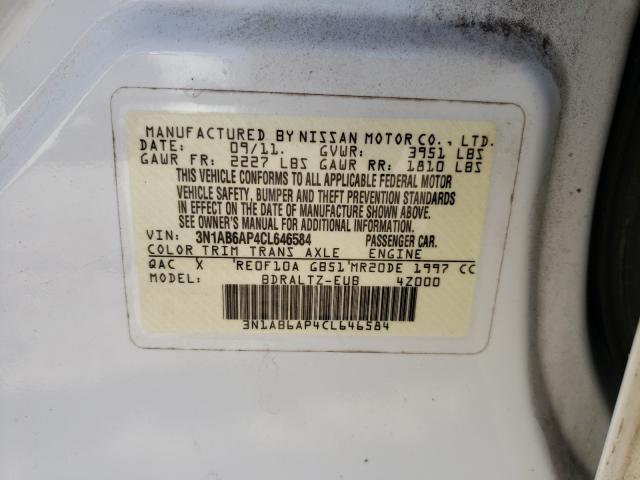 MANUFACTURED BY NISSAN MOTOR CO., LTD.
DATE: 09/11. GVWR: 3951 LBS
GAWR FR: 2227 LBS GAWR RR: 1810 LBS
THIS VEHICLE CONFORMS TO ALL APPLICABLE FEDERAL MOTOR
VEHICLE SAFETY, BUMPER AND THEFT PREVENTION STANDARDS
IN EFFECT ON THE DATE OF MANUFACTURE SHOWN ABOVE.
SEE OWNER'S MANUAL OR DEALER FOR INFORMATION.
VIN: 3N1AB6AP4CL646584 PASSENGER CAR.
COLOR TRIM TRANS AXLE ENGINE
QAC X 'RE0F10A GB51'MR20DE 1997 CC
MODEL: BDRALTZ-EUB 4Z000
3N1AB6AP4CL646584